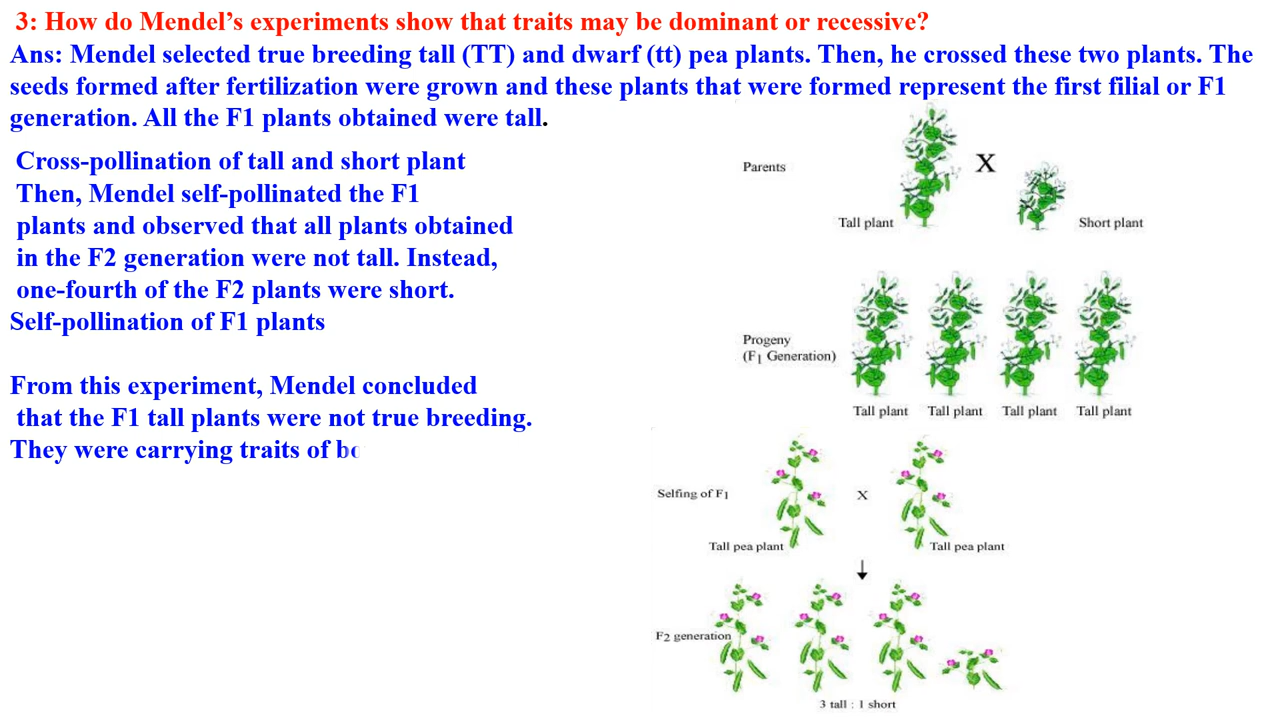 3: How do Mendel's experiments show that traits may be dominant or recessive?
Ans: Mendel selected true breeding tall (TT) and dwarf (tt) pea plants. Then, he crossed these two plants. The
seeds formed after fertilization were grown and these plants that were formed represent the first filial or F1
generation. All the F1 plants obtained were tall.
Cross-pollination of tall and short plant
Then, Mendel self-pollinated the F1
plants and observed that all plants obtained
in the F2 generation were not tall. Instead,
one-fourth of the F2 plants were short.
Self-pollination of F1 plants
From this experiment, Mendel concluded
that the F1 tall plants were not true breeding.
They were carrying traits of
Parents
X
Tall plant
Short plant
Progeny
(F1 Generation)
Tall plant Tall plant Tall plant Tall plant
Selfing of F1
X
Tall pea plant
Tall pea plant
F2 generation
3 tall : 1 short